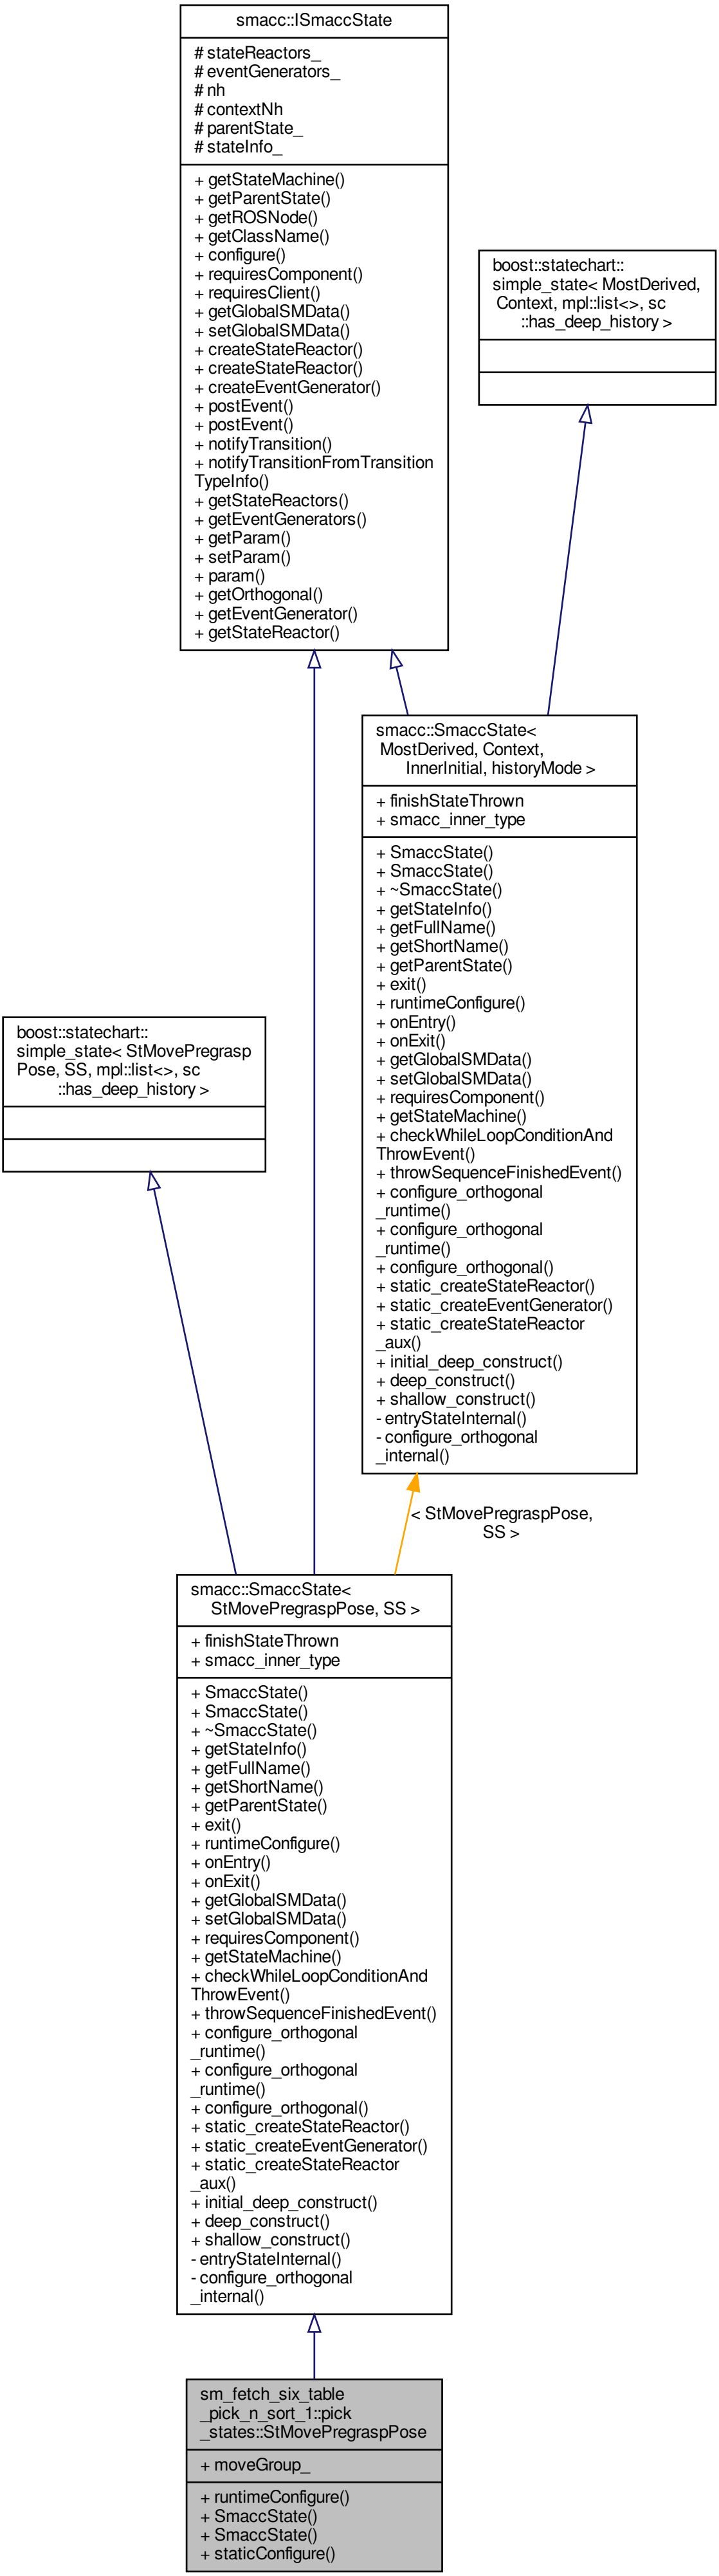 smacc::ISmaccState
# stateReactors_
# eventGenerators_
# nh
# contextNh
# parentState_
# stateInfo_
+ getStateMachine()
+ getParentState()
+ getROSNode()
+ getClassName()
+ configure()
+ requiresComponent()
+ requiresClient()
+ getGlobalSMData()
+ setGlobalSMData()
+ createStateReactor()
+ createStateReactor()
+ createEventGenerator()
+ postEvent()
+ postEvent()
+ notifyTransition()
+ notifyTransitionFromTransition
TypeInfo()
+ getStateReactors()
+ getEventGenerators()
+ getParam()
+ setParam()
+ param()
+ getOrthogonal()
+ getEventGenerator()
+ getStateReactor()
boost::statechart::
simple_state< MostDerived,
Context, mpl::list<>, sc
::has_deep_history >
smacc::SmaccState<
MostDerived, Context,
InnerInitial, historyMode >
+ finishStateThrown
+ smacc_inner_type
+ SmaccState()
+ SmaccState()
+ ~SmaccState()
+ getStateInfo()
+ getFullName()
+ getShortName()
+ getParentState()
+ exit()
+ runtimeConfigure()
+ onEntry()
+ onExit()
+ getGlobalSMData()
+ setGlobalSMData()
+ requiresComponent()
+ getStateMachine()
+ checkWhileLoopConditionAnd
ThrowEvent()
+ throwSequenceFinishedEvent()
+ configure_orthogonal
_runtime()
+ configure_orthogonal
_runtime()
+ configure_orthogonal()
+ static_createStateReactor()
+ static_createEventGenerator()
+ static_createStateReactor
_aux()
+ initial_deep_construct()
+ deep_construct()
+ shallow_construct()
- entryStateInternal()
- configure_orthogonal
_internal()
boost::statechart::
simple_state< StMovePregrasp
Pose, SS, mpl::list<>, sc
::has_deep_history >
< StMovePregraspPose,
SS >
smacc::SmaccState<
StMovePregraspPose, SS >
+ finishStateThrown
+ smacc_inner_type
+ SmaccState()
+ SmaccState()
+ ~SmaccState()
+ getStateInfo()
+ getFullName()
+ getShortName()
+ getParentState()
+ exit()
+ runtimeConfigure()
+ onEntry()
+ onExit()
+ getGlobalSMData()
+ setGlobalSMData()
+ requiresComponent()
+ getStateMachine()
+ checkWhileLoopConditionAnd
ThrowEvent()
+ throwSequenceFinishedEvent()
+ configure_orthogonal
_runtime()
+ configure_orthogonal
_runtime()
+ configure_orthogonal()
+ static_createStateReactor()
+ static_createEventGenerator()
+ static_createStateReactor
_aux()
+ initial_deep_construct()
+ deep_construct()
+ shallow_construct()
- entryStateInternal()
- configure_orthogonal
_internal()
sm_fetch_six_table
_pick_n_sort_1::pick
_states::StMovePregraspPose
+ moveGroup_
+ runtimeConfigure()
+ SmaccState()
+ SmaccState()
+ staticConfigure()